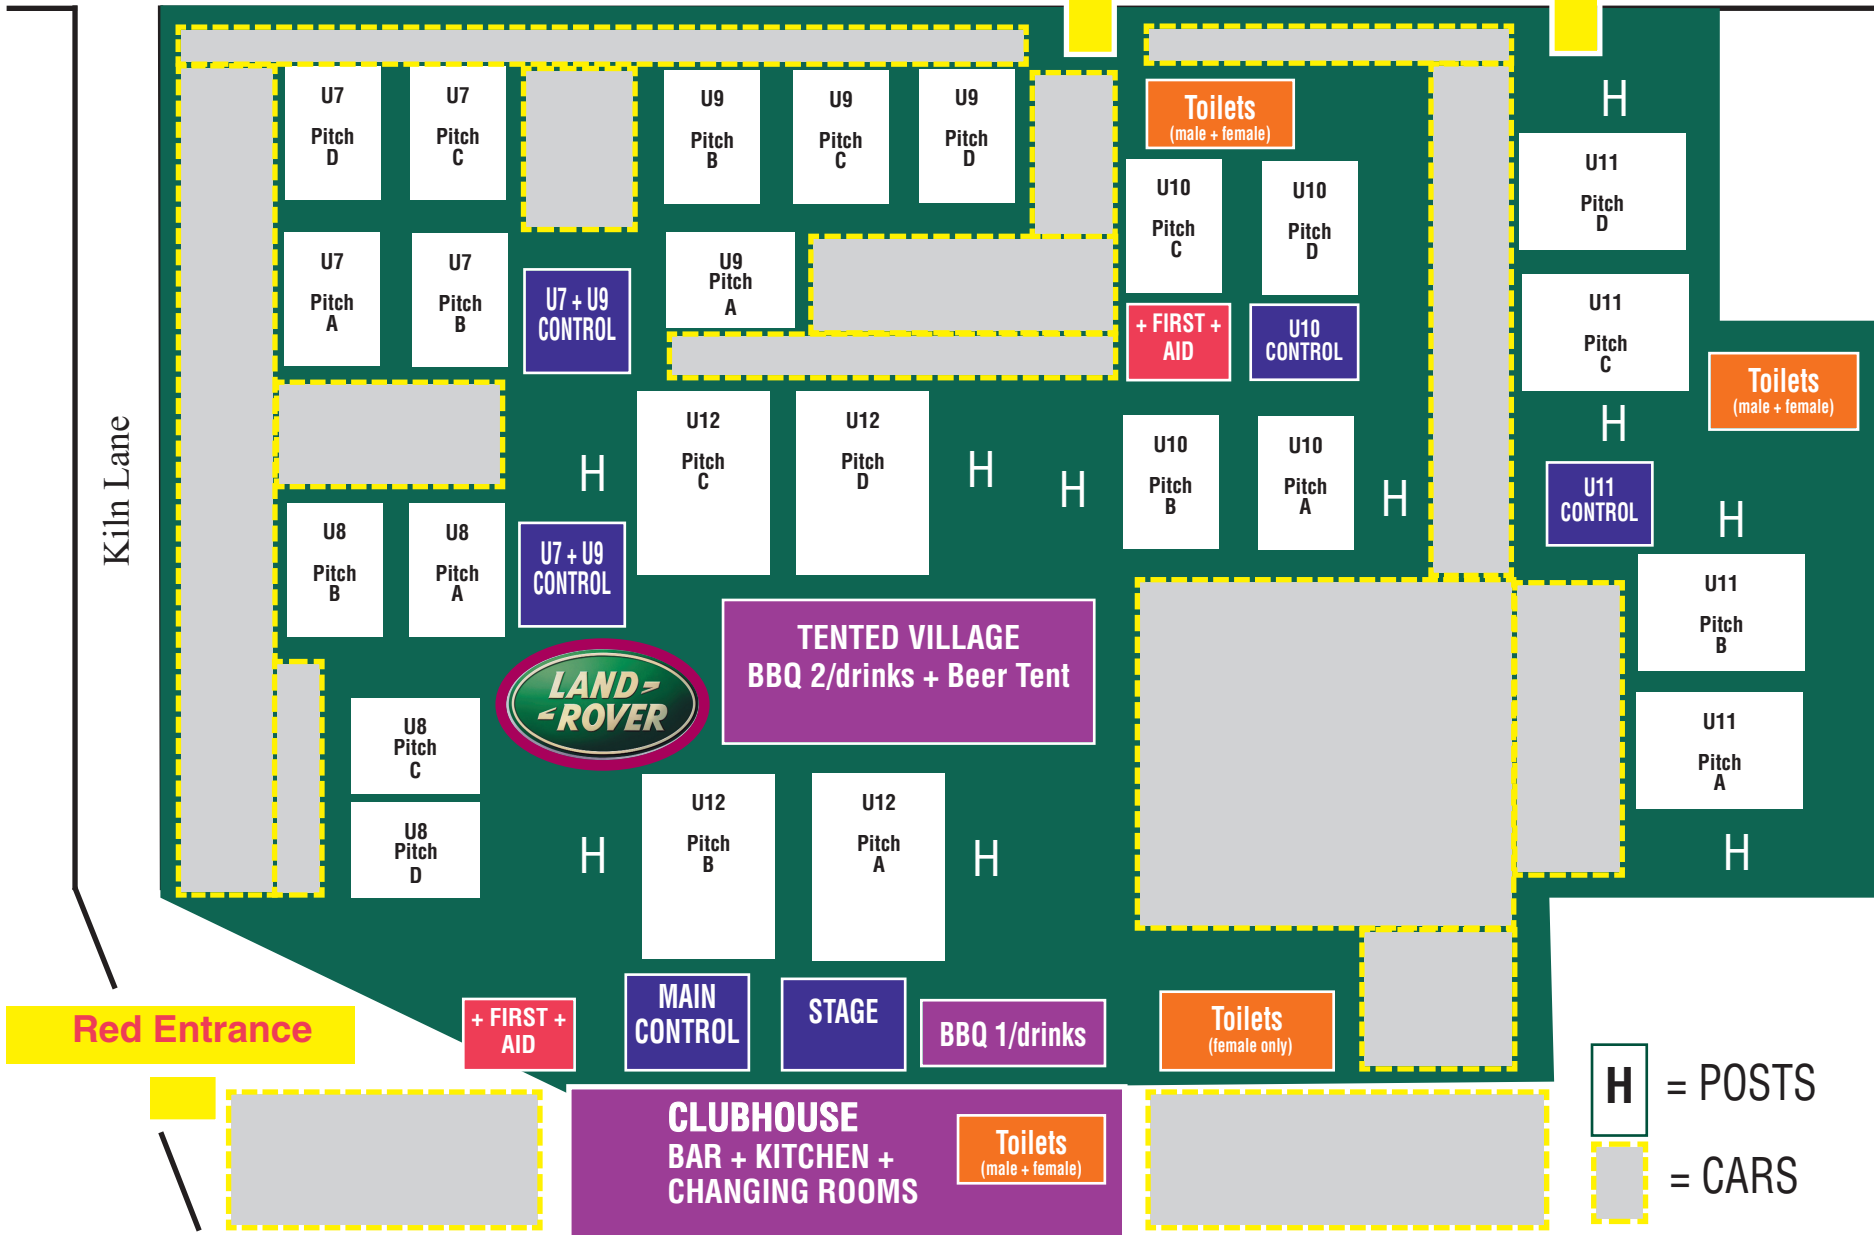 U7
Pitch
D
U7
Pitch
C
U9
Pitch
B
U9
Pitch
C
U9
Pitch
D
Toilets
(male + female)
H
U11
Pitch
D
U10
Pitch
C
U10
Pitch
D
U7
Pitch
A
U7
Pitch
B
U7 + U9
CONTROL
U9
Pitch
A
+ FIRST +
AID
U10
CONTROL
U11
Pitch
C
Toilets
(male + female)
Kiln Lane
H
U12
Pitch
C
U12
Pitch
D
H
H
U10
Pitch
B
U10
Pitch
A
H
H
U11
CONTROL
H
U8
Pitch
B
U8
Pitch
A
U7 + U9
CONTROL
U11
Pitch
B
TENTED VILLAGE
BBQ 2/drinks + Beer Tent
LAND-
-ROVER
U8
Pitch
C
U11
Pitch
A
U8
Pitch
D
H
U12
Pitch
B
U12
Pitch
A
H
H
Red Entrance
+ FIRST +
AID
MAIN
CONTROL
STAGE
BBQ 1/drinks
Toilets
(female only)
H = POSTS
CLUBHOUSE
BAR + KITCHEN +
CHANGING ROOMS
Toilets
(male + female)
= CARS